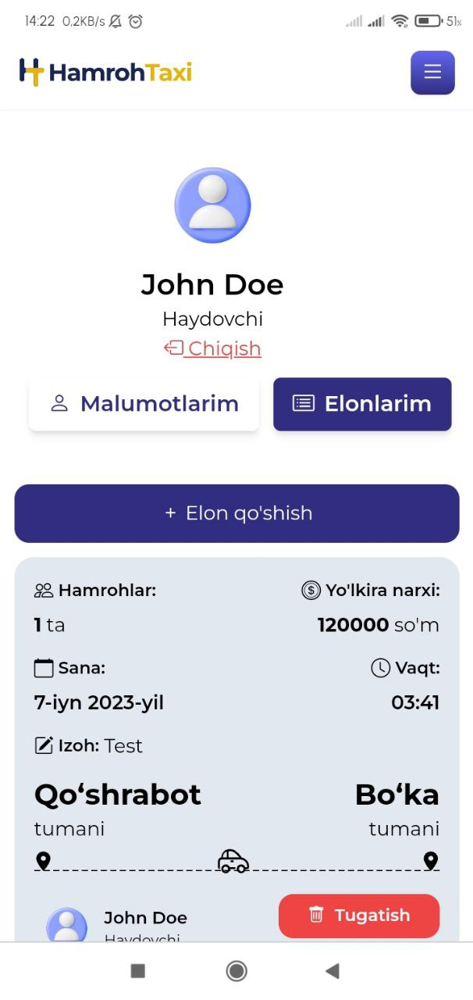 14:22 0,2KB/s 51%
HamrohTaxi
John Doe
Haydovchi
Chiqish
Malumotlarim Elonlarim
+ Elon qo'shish
Hamrohlar: Yo'lkira narxi:
1 ta 120000 so'm
Sana: Vaqt:
7-iyn 2023-yil 03:41
Izoh: Test
Qo‘shrabot Bo‘ka
tumani tumani
John Doe Tugatish
Haydovchi